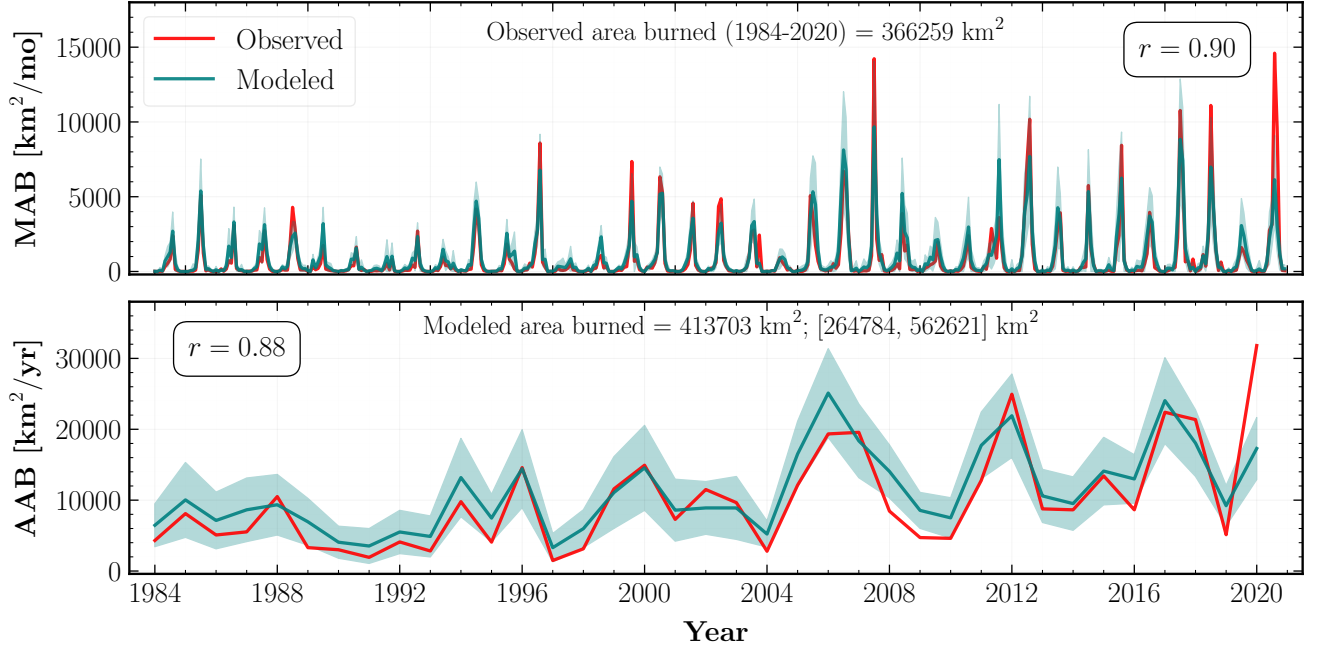 Observed area burned (1984-2020) = 366259 km²
Observed
Modeled
r = 0.90
MAB [km²/mo]
15000
10000
5000
0
Modeled area burned = 413703 km²; [264784, 562621] km²
r = 0.88
AAB [km²/yr]
30000
20000
10000
0
1984 1988 1992 1996 2000 2004 2008 2012 2016 2020
Year